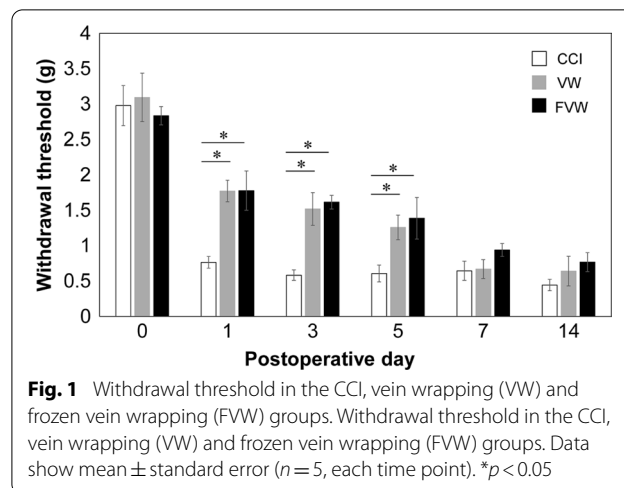 4
3.5
3
2.5
2
1.5
1
0.5
0
Withdrawal threshold (g)
CCI
VW
FVW
*
*
*
*
*
*
0 1 3 5 7 14
Postoperative day
Fig. 1 Withdrawal threshold in the CCI, vein wrapping (VW) and
frozen vein wrapping (FVW) groups. Withdrawal threshold in the CCI,
vein wrapping (VW) and frozen vein wrapping (FVW) groups. Data
show mean ± standard error (n = 5, each time point). *p < 0.05